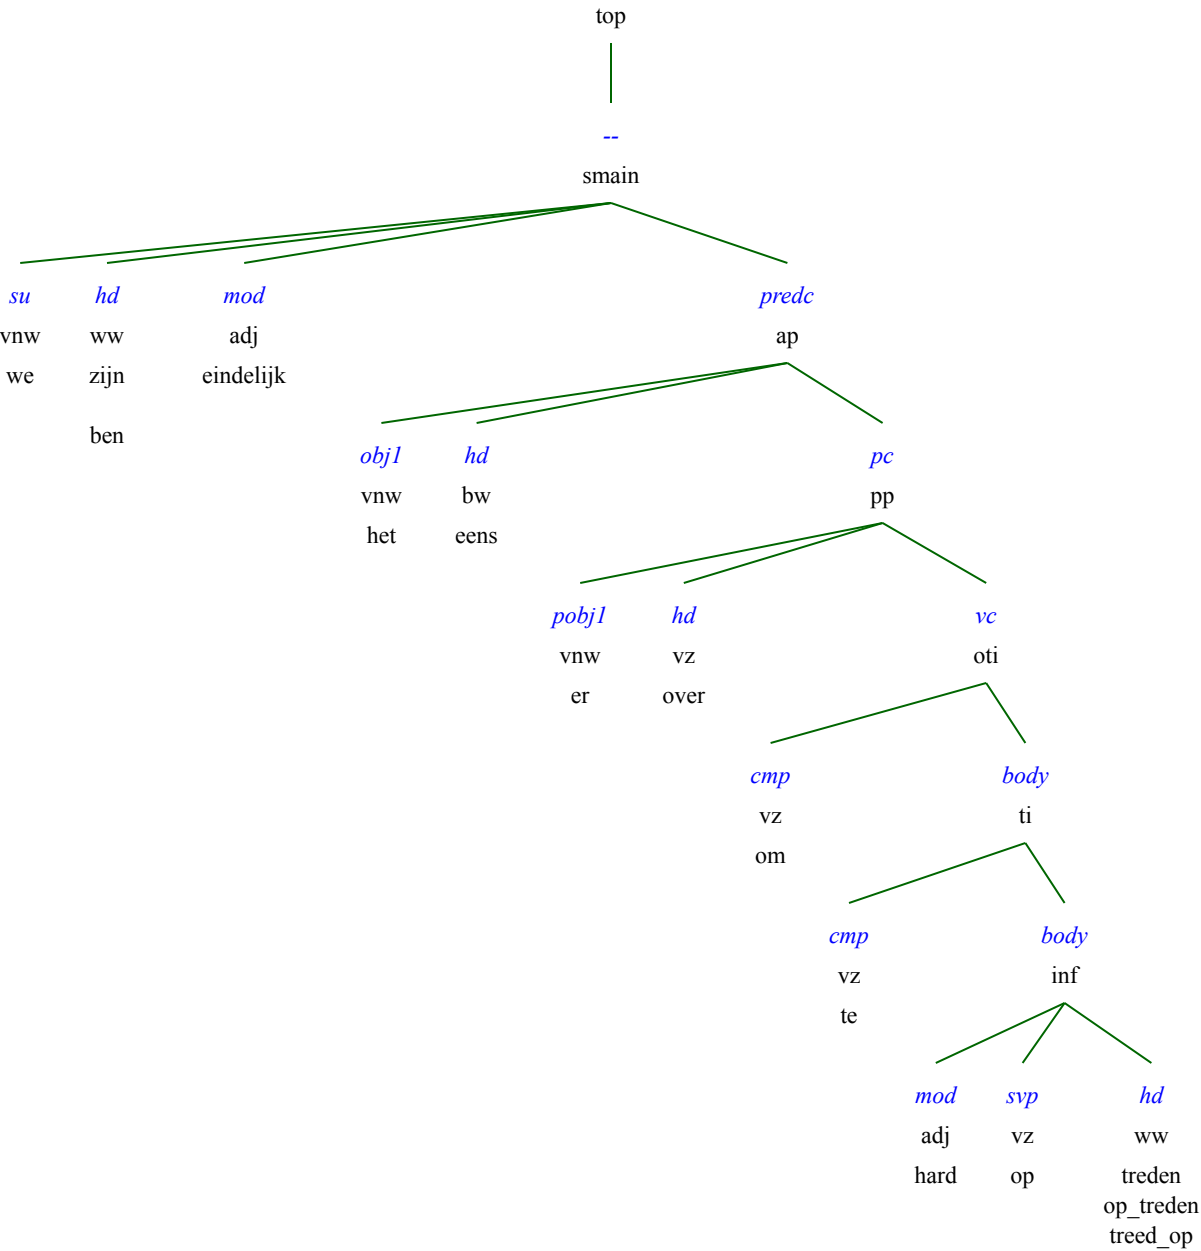 top
--
smain
su hd mod predc
vnw ww adj ap
we zijn eindelijk
ben
obj1 hd pc
vnw bw pp
het eens
pobj1 hd vc
vnw vz oti
er over
cmp body
vz ti
om
cmp body
vz inf
te
mod svp hd
adj vz ww
hard op treden
op_treden
treed_op